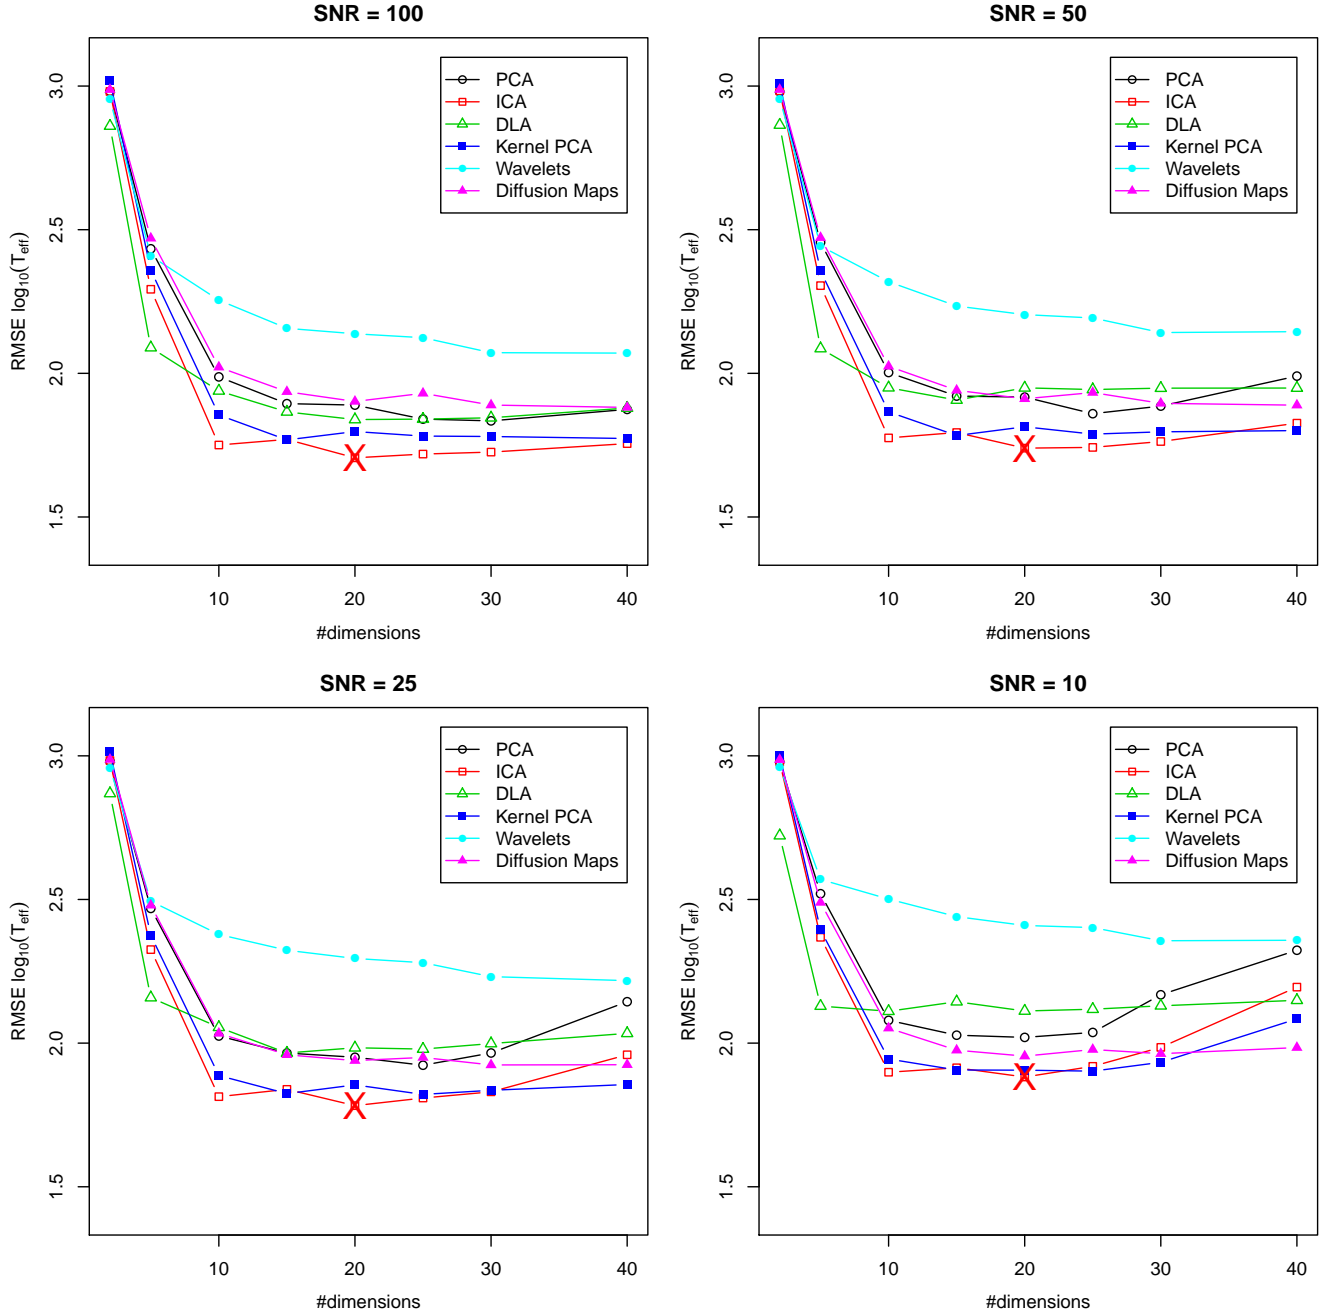 SNR = 100
3.0
2.5
2.0
1.5
RMSE log₁₀(T_eff)
PCA
ICA
DLA
Kernel PCA
Wavelets
Diffusion Maps
10 20 30 40
#dimensions
SNR = 50
3.0
2.5
2.0
1.5
RMSE log₁₀(T_eff)
PCA
ICA
DLA
Kernel PCA
Wavelets
Diffusion Maps
10 20 30 40
#dimensions
SNR = 25
3.0
2.5
2.0
1.5
RMSE log₁₀(T_eff)
PCA
ICA
DLA
Kernel PCA
Wavelets
Diffusion Maps
10 20 30 40
#dimensions
SNR = 10
3.0
2.5
2.0
1.5
RMSE log₁₀(T_eff)
PCA
ICA
DLA
Kernel PCA
Wavelets
Diffusion Maps
10 20 30 40
#dimensions